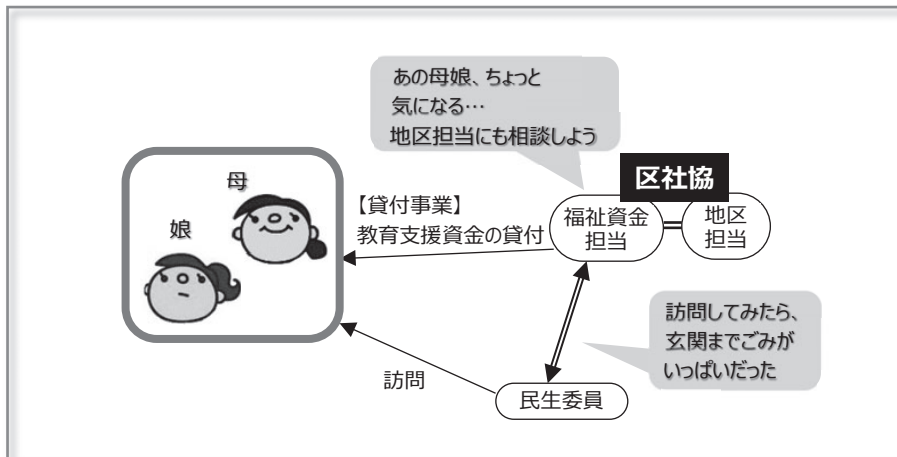 あの母娘、ちょっと
気になる…
地区担当にも相談しよう
区社協
母
娘
【貸付事業】
教育支援資金の貸付
福祉資金
担当
地区
担当
訪問してみたら、
玄関までごみが
いっぱいだった
訪問
民生委員